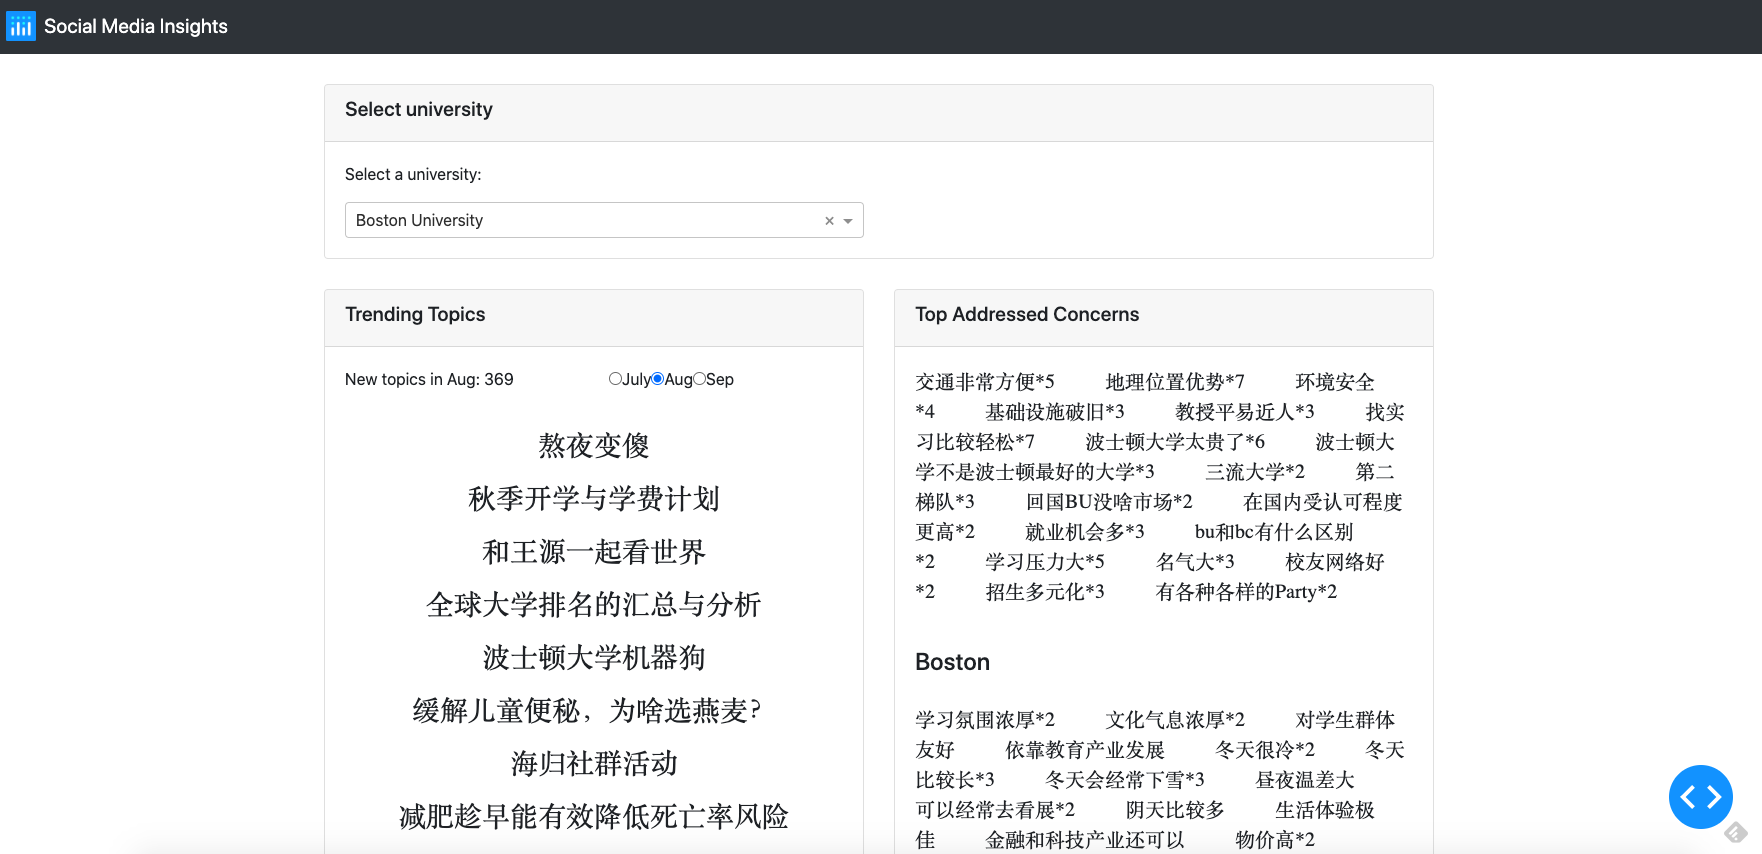 Social Media Insights
Select university
Select a university:
Boston University
Trending Topics
New topics in Aug: 369
July Aug Sep
熬夜变傻
秋季开学与学费计划
和王源一起看世界
全球大学排名的汇总与分析
波士顿大学机器狗
缓解儿童便秘，为啥选燕麦?
海归社群活动
减肥趁早能有效降低死亡率风险
Top Addressed Concerns
交通非常方便*5 地理位置优势*7 环境安全
*4 基础设施破旧*3 教授平易近人*3 找实
习比较轻松*7 波士顿大学太贵了*6 波士顿大
学不是波士顿最好的大学*3 三流大学*2 第二
梯队*3 回国BU没啥市场*2 在国内受认可程度
更高*2 就业机会多*3 bu和bc有什么区别
*2 学习压力大*5 名气大*3 校友网络好
*2 招生多元化*3 有各种各样的Party*2
Boston
学习氛围浓厚*2 文化气息浓厚*2 对学生群体
友好 依靠教育产业发展 冬天很冷*2 冬天
比较长*3 冬天会经常下雪*3 昼夜温差大
可以经常去看展*2 阴天比较多 生活体验极
佳 金融和科技产业还可以 物价高*2